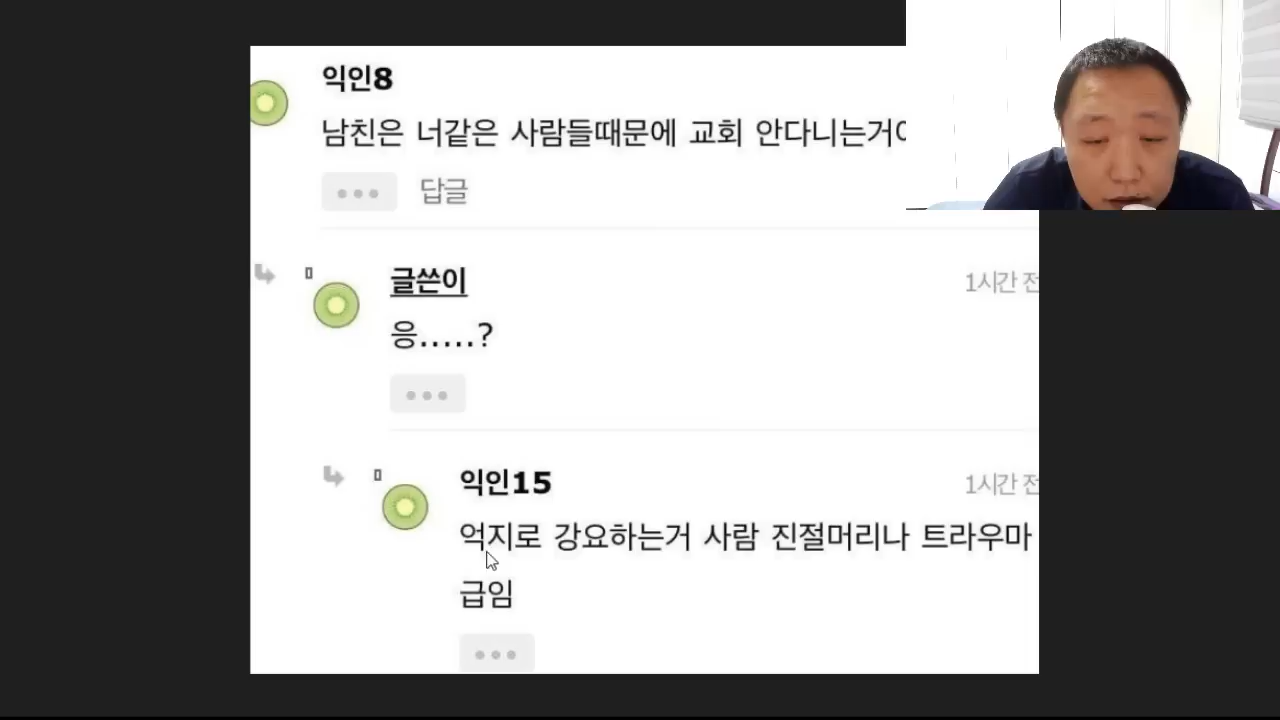 익인8
남친은 너같은 사람들때문에 교회 안다니는거
답글
글쓴이
1시간 전
응.....?
익인15
1시간 전
억지로 강요하는거 사람 진절머리나 트라우마
급임